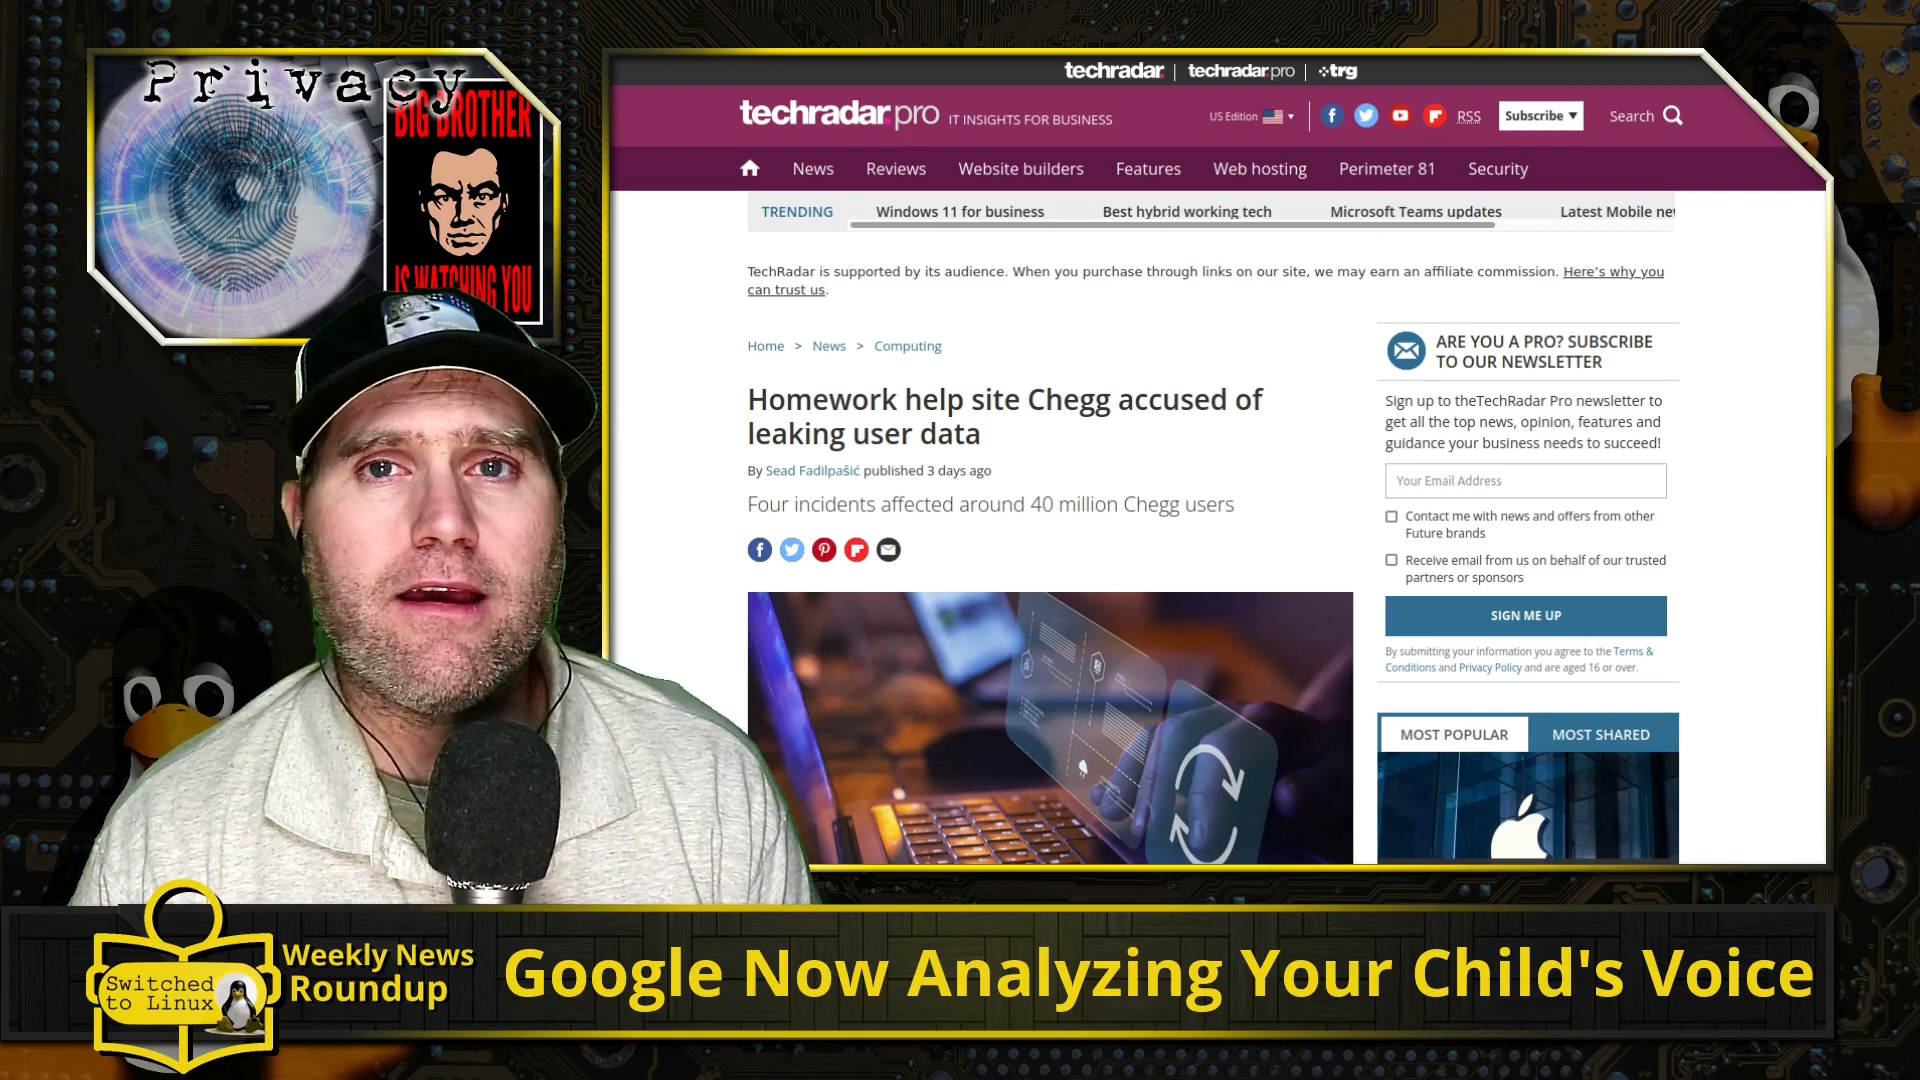 Privacy
BIG BROTHER
IS WATCHING YOU
techradar. | techradar.pro | trg
techradar.pro IT INSIGHTS FOR BUSINESS
US Edition
RSS
Subscribe
Search
News Reviews Website builders Features Web hosting Perimeter 81 Security
TRENDING Windows 11 for business Best hybrid working tech Microsoft Teams updates Latest Mobile
TechRadar is supported by its audience. When you purchase through links on our site, we may earn an affiliate commission. Here's why you
can trust us.
Home > News > Computing
Homework help site Chegg accused of
leaking user data
By Sead Fadilpašić published 3 days ago
Four incidents affected around 40 million Chegg users
ARE YOU A PRO? SUBSCRIBE
TO OUR NEWSLETTER
Sign up to theTechRadar Pro newsletter to
get all the top news, opinion, features and
guidance your business needs to succeed!
Your Email Address
Contact me with news and offers from other
Future brands
Receive email from us on behalf of our trusted
partners or sponsors
SIGN ME UP
By submitting your information you agree to the Terms &
Conditions and Privacy Policy and are aged 16 or over.
MOST POPULAR MOST SHARED
Switched
to Linux
Weekly News
Roundup
Google Now Analyzing Your Child's Voice